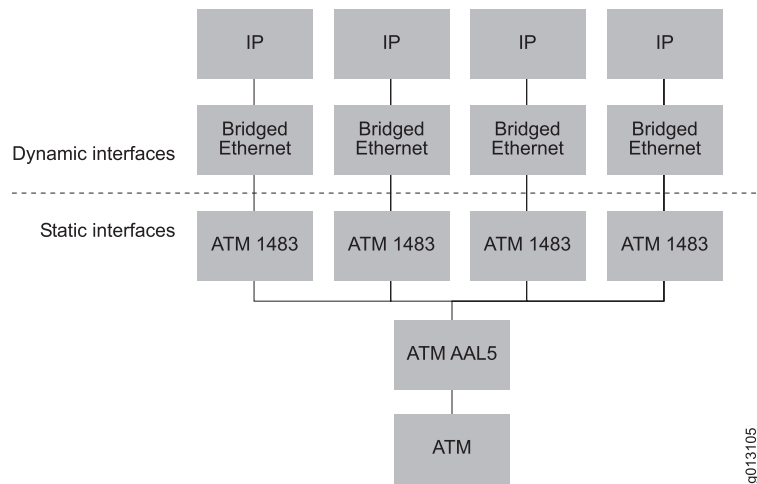 IP IP IP IP
Bridged Ethernet Bridged Ethernet Bridged Ethernet Bridged Ethernet
Dynamic interfaces
Static interfaces
ATM 1483 ATM 1483 ATM 1483 ATM 1483
ATM AAL5
ATM
g013105